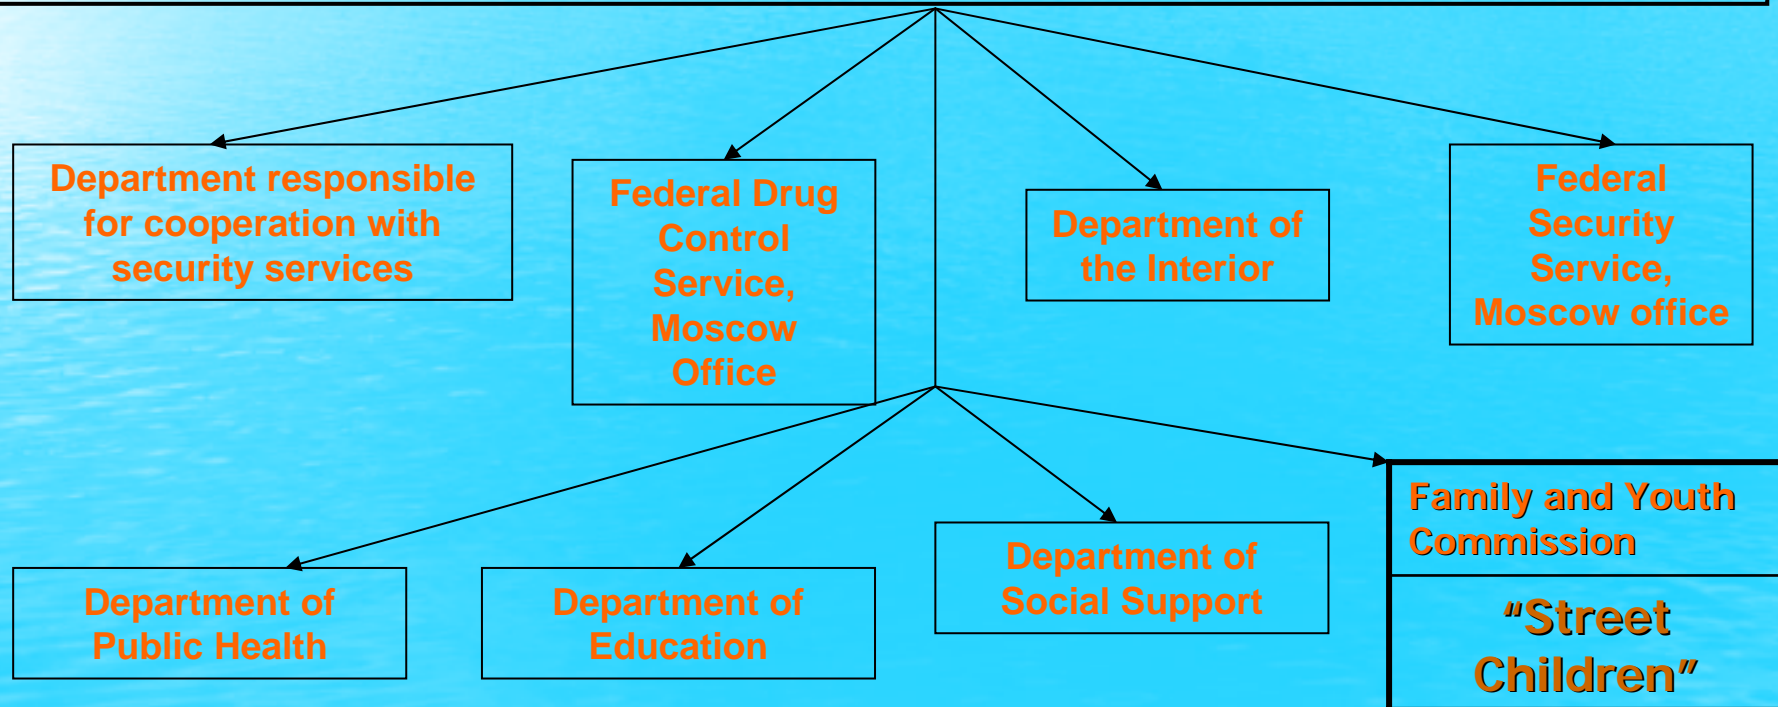 Department responsible
for cooperation with
security services
Federal Drug
Control
Service,
Moscow
Office
Department of
the Interior
Federal
Security
Service,
Moscow office
Department of
Public Health
Department of
Education
Department of
Social Support
Family and Youth
Commission
“Street
Children”